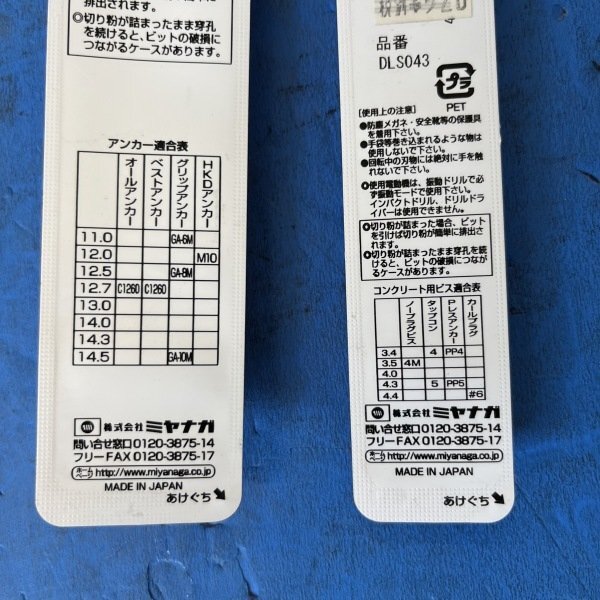 排出されます。
◎切り粉が詰まったまま穿孔
を続けると、ビットの破損に
つながるケースがあります。
アンカー適合表
オールアンカー ベストアンカー グリップアンカー HKDアンカー
11.0 GA-6M
12.0 M10
12.5 GA-8M
12.7 C1260 C1260
13.0
14.0
14.3
14.5 GA-10M
株式会社ミヤナガ
問い合せ窓口0120-3875-14
フリーFAX 0120-3875-17
ホームページ http://www.miyanaga.co.jp
MADE IN JAPAN
あけぐち
品番
DLS043
プラ
PET
[使用上の注意]
●防塵メガネ・安全靴等の保護具
を着用下さい。
●手袋等巻き込まれるような物は
使用しないで下さい。
●回転中の刃物には絶対に手を触
れないで下さい。
◎使用電動機は、振動ドリルで必
ず振動モードで使用下さい。
インパクトドリル、ドリルドラ
イバーは使用できません。
◎切り粉が詰まった場合、ビット
を引けば切り粉が簡単に排出さ
れます。
◎切り粉が詰まったまま穿孔を続
けると、ビットの破損につなが
るケースがあります。
コンクリート用ビス適合表
ノープラグビス タップコン Pレスアンカー カールプラグ
3.4 4 PP4
3.5 4M
4.0
4.3 5 PP5
4.4 #6
株式会社ミヤナガ
問い合せ窓口0120-3875-14
フリーFAX 0120-3875-17
ホームページ http://www.miyanaga.co.jp
MADE IN JAPAN
あけぐち